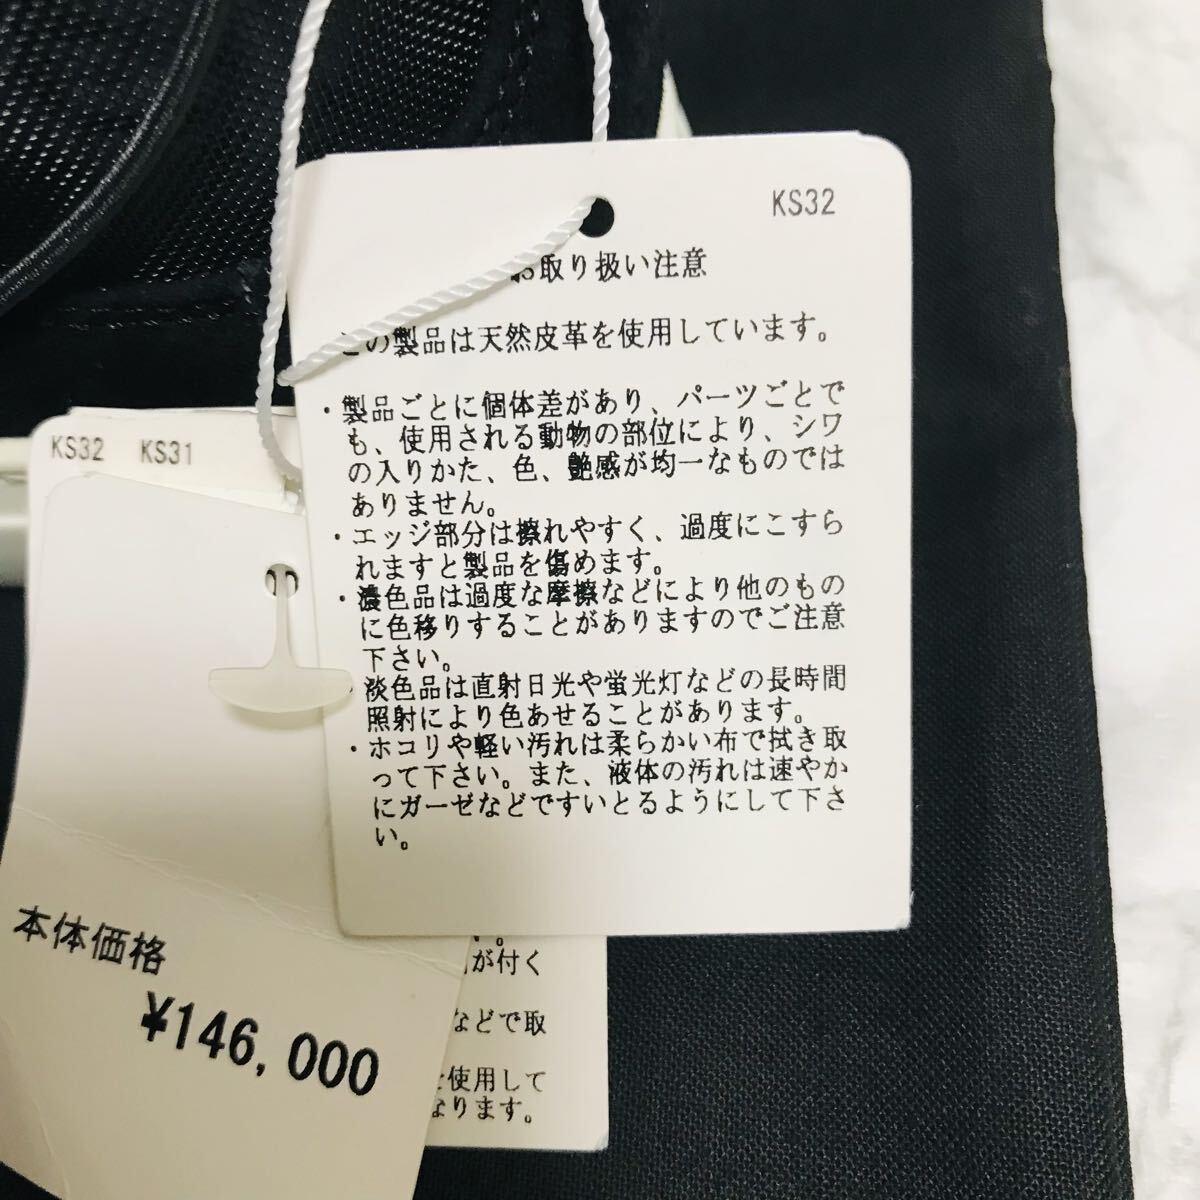 KS32
お取り扱い注意
この製品は天然皮革を使用しています。
・製品ごとに個体差があり、パーツごとで
も、使用される動物の部位により、シワ
の入りかた、色、艶感が均一なものでは
ありません。
・エッジ部分は擦れやすく、過度にこすら
れますと製品を傷めます。
・濃色品は過度な摩擦などにより他のもの
に色移りすることがありますのでご注意
下さい。
・淡色品は直射日光や蛍光灯などの長時間
照射により色あせることがあります。
・ホコリや軽い汚れは柔らかい布で拭き取
って下さい。また、液体の汚れは速やか
にガーゼなどですいとるようにして下さ
い。
KS32 KS31
本体価格
¥146,000
い。
が付く
などで取
使用して
なります。